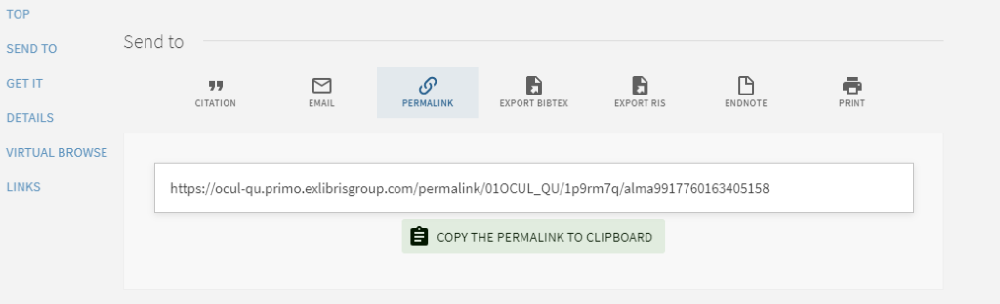 TOP
SEND TO
GET IT
DETAILS
VIRTUAL BROWSE
LINKS
Send to
CITATION
EMAIL
PERMALINK
EXPORT BIBTEX
EXPORT RIS
ENDNOTE
PRINT
https://ocul-qu.primo.exlibrisgroup.com/permalink/01OCUL_QU/1p9rm7q/alma9917760163405158
COPY THE PERMALINK TO CLIPBOARD